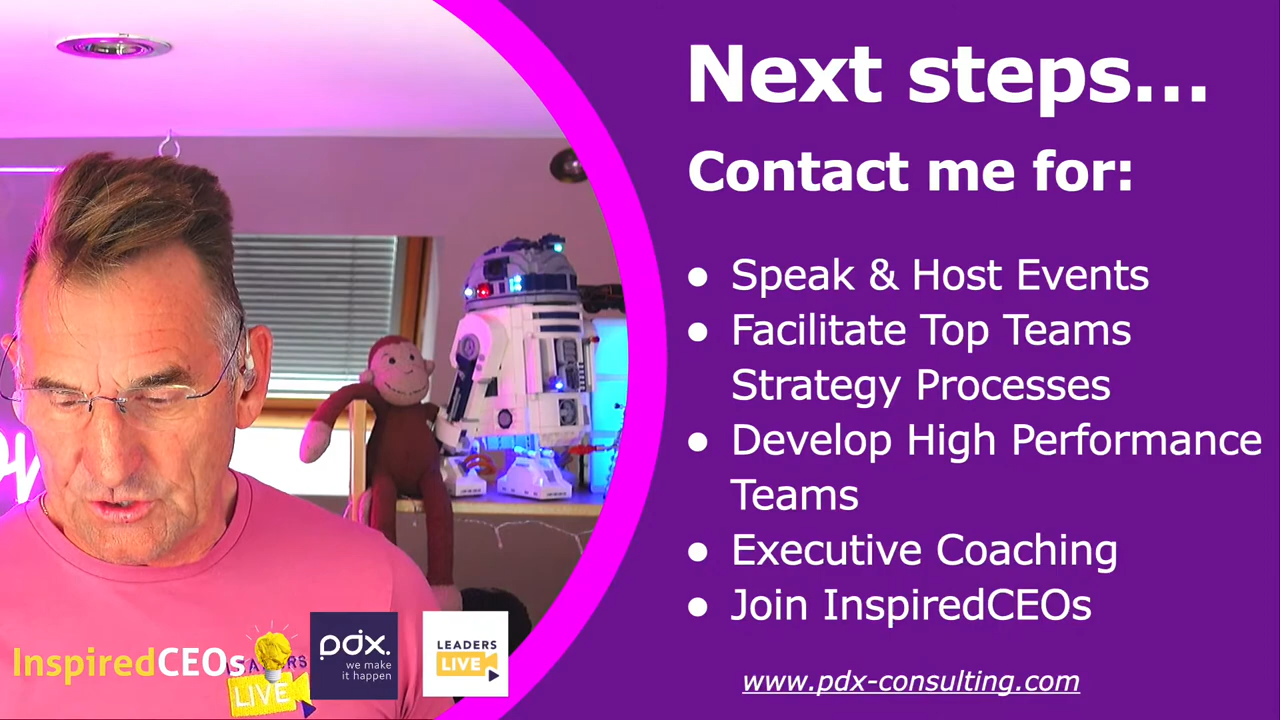 Next steps...
Contact me for:
● Speak & Host Events
● Facilitate Top Teams
Strategy Processes
● Develop High Performance
Teams
● Executive Coaching
● Join InspiredCEOs
www.pdx-consulting.com
InspiredCEOs
LEADERS
LIVE
pdx.
we make
it happen
LEADERS
LIVE